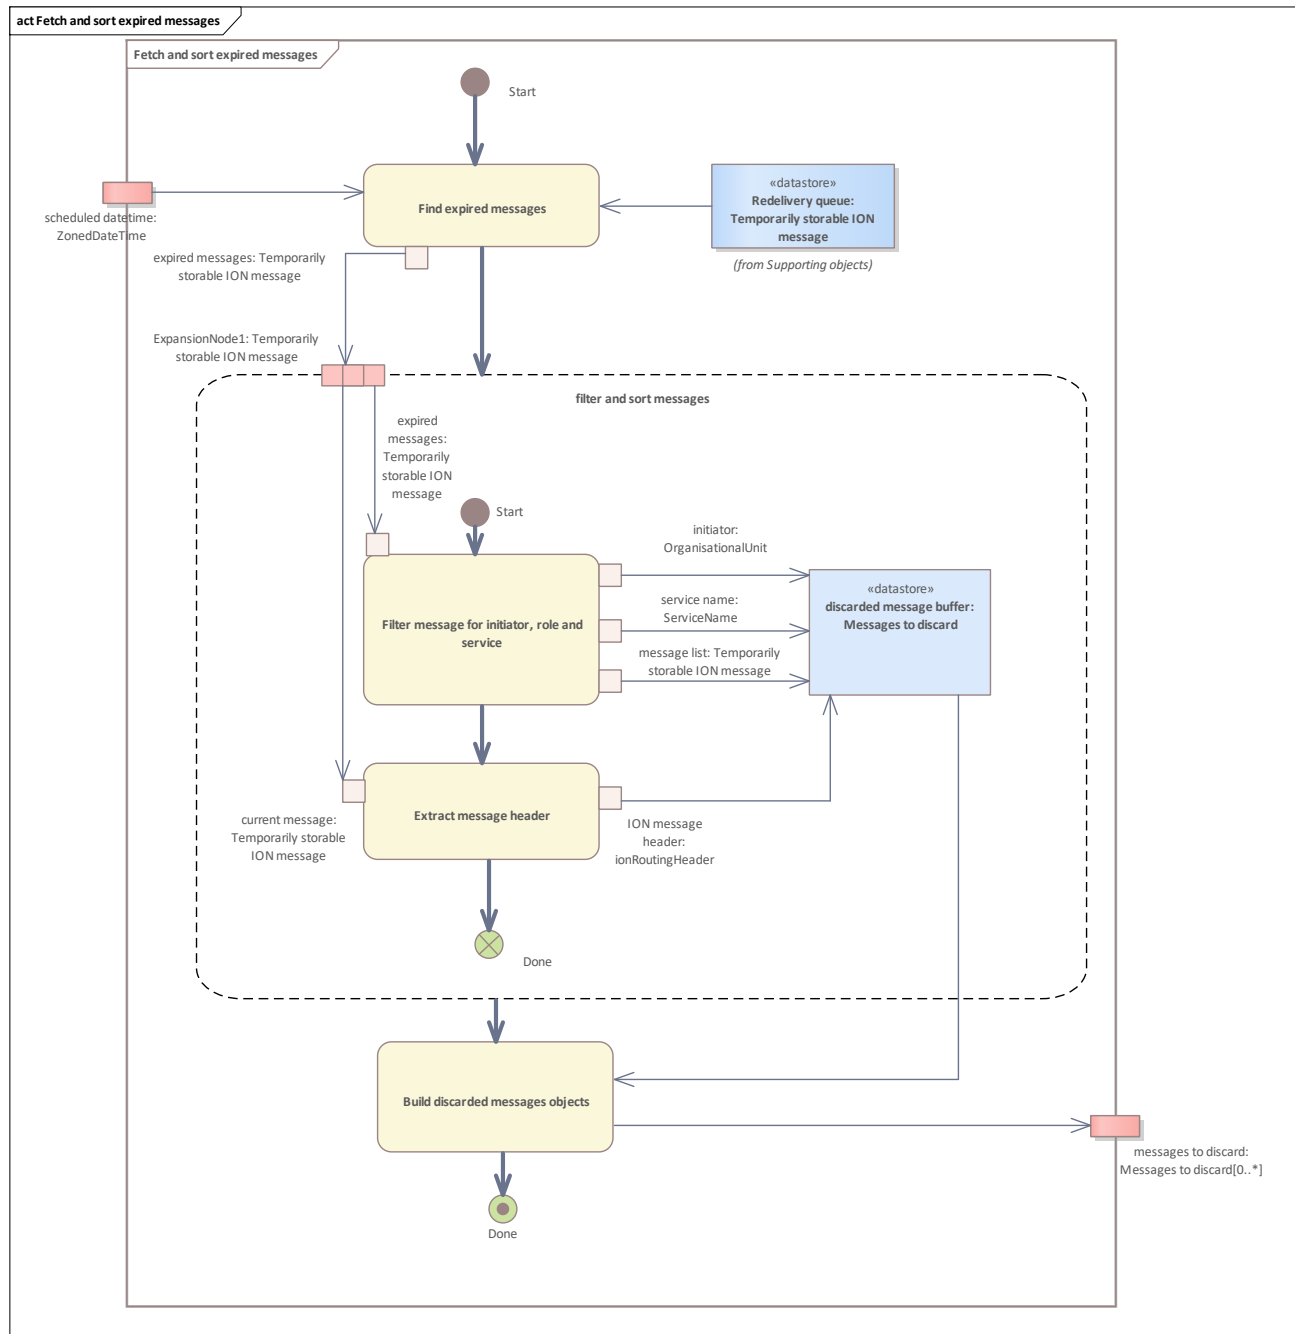 act Fetch and sort expired messages
Fetch and sort expired messages
Start
«datastore»
Redelivery queue:
Temporarily storable ION
message
(from Supporting objects)
Find expired messages
scheduled datetime:
ZonedDateTime
expired messages: Temporarily
storable ION message
ExpansionNode1: Temporarily
storable ION message
filter and sort messages
expired
messages:
Temporarily
storable ION
message
Start
initiator:
OrganisationalUnit
«datastore»
discarded message buffer:
Messages to discard
service name:
ServiceName
Filter message for initiator, role and
service
message list: Temporarily
storable ION message
Extract message header
current message:
Temporarily storable
ION message
ION message
header:
ionRoutingHeader
Done
Build discarded messages objects
messages to discard:
Messages to discard[0..*]
Done